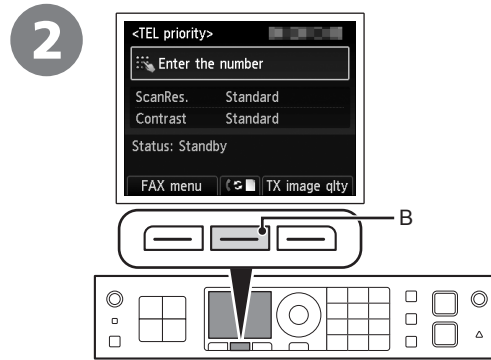 2
<TEL priority>
Enter the number
ScanRes. Standard
Contrast Standard
Status: Standby
FAX menu TX image qlty
B